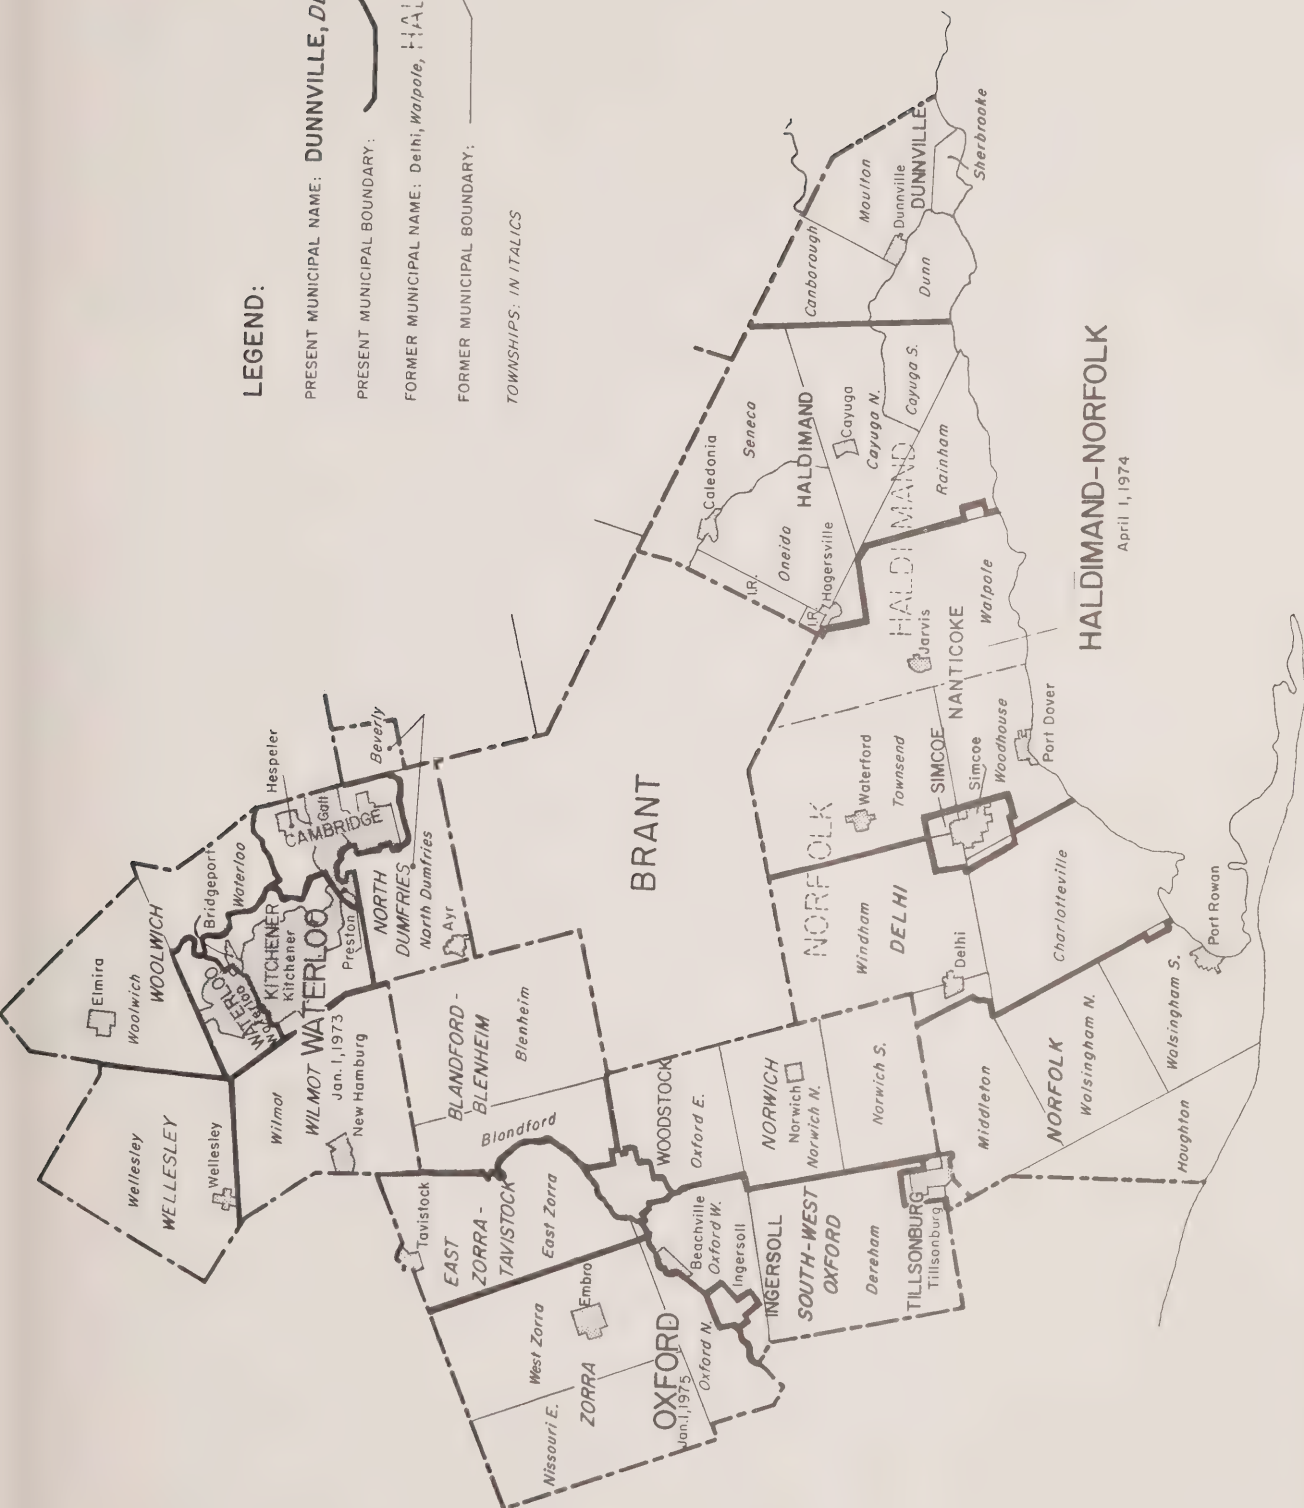 LEGEND:
PRESENT MUNICIPAL NAME: DUNNVILLE,
PRESENT MUNICIPAL BOUNDARY:
FORMER MUNICIPAL NAME: Delhi, Walpole,
FORMER MUNICIPAL BOUNDARY:
TOWNSHIPS: IN ITALICS
Wellesley
WELLESLEY
Wellesley
Elmira
Woolwich
WOOLWICH
Bridgeport
Waterloo
WATERLOO
Waterloo
KITCHENER
Kitchener
WATERLOO
Jan. 1, 1973
Wilmot
WILMOT
New Hamburg
Preston
Hespeler
Galt
CAMBRIDGE
Beverly
NORTH
DUMFRIES
North Dumfries
Ayr
BRANT
BLANDFORD-
BLENHEIM
Blenheim
Blandford
Tavistock
EAST
ZORRA-
TAVISTOCK
East Zorra
West Zorra
Embro
ZORRA
Nissouri E.
OXFORD
Jan. 1, 1975
Oxford N.
WOODSTOCK
Oxford E.
Beachville
Oxford W.
Ingersoll
INGERSOLL
SOUTH-WEST
OXFORD
Dereham
TILLSONBURG
Tillsonburg
NORWICH
Norwich
Norwich N.
Norwich S.
Middleton
NORFOLK
Walsingham N.
Walsingham S.
Houghton
Port Rowan
NORFOLK
Windham
DELHI
Delhi
Charlotteville
Waterford
Townsend
SIMCOE
Simcoe
Woodhouse
Port Dover
NANTICOKE
Jarvis
Walpole
HALDIMAND
Hagersville
I.R.
I.R.
Oneida
Caledonia
Seneca
HALDIMAND
Cayuga
Cayuga N.
Cayuga S.
Rainham
Canborough
Moulton
Dunnville
DUNNVILLE
Dunn
Sherbrooke
HALDIMAND-NORFOLK
April 1, 1974